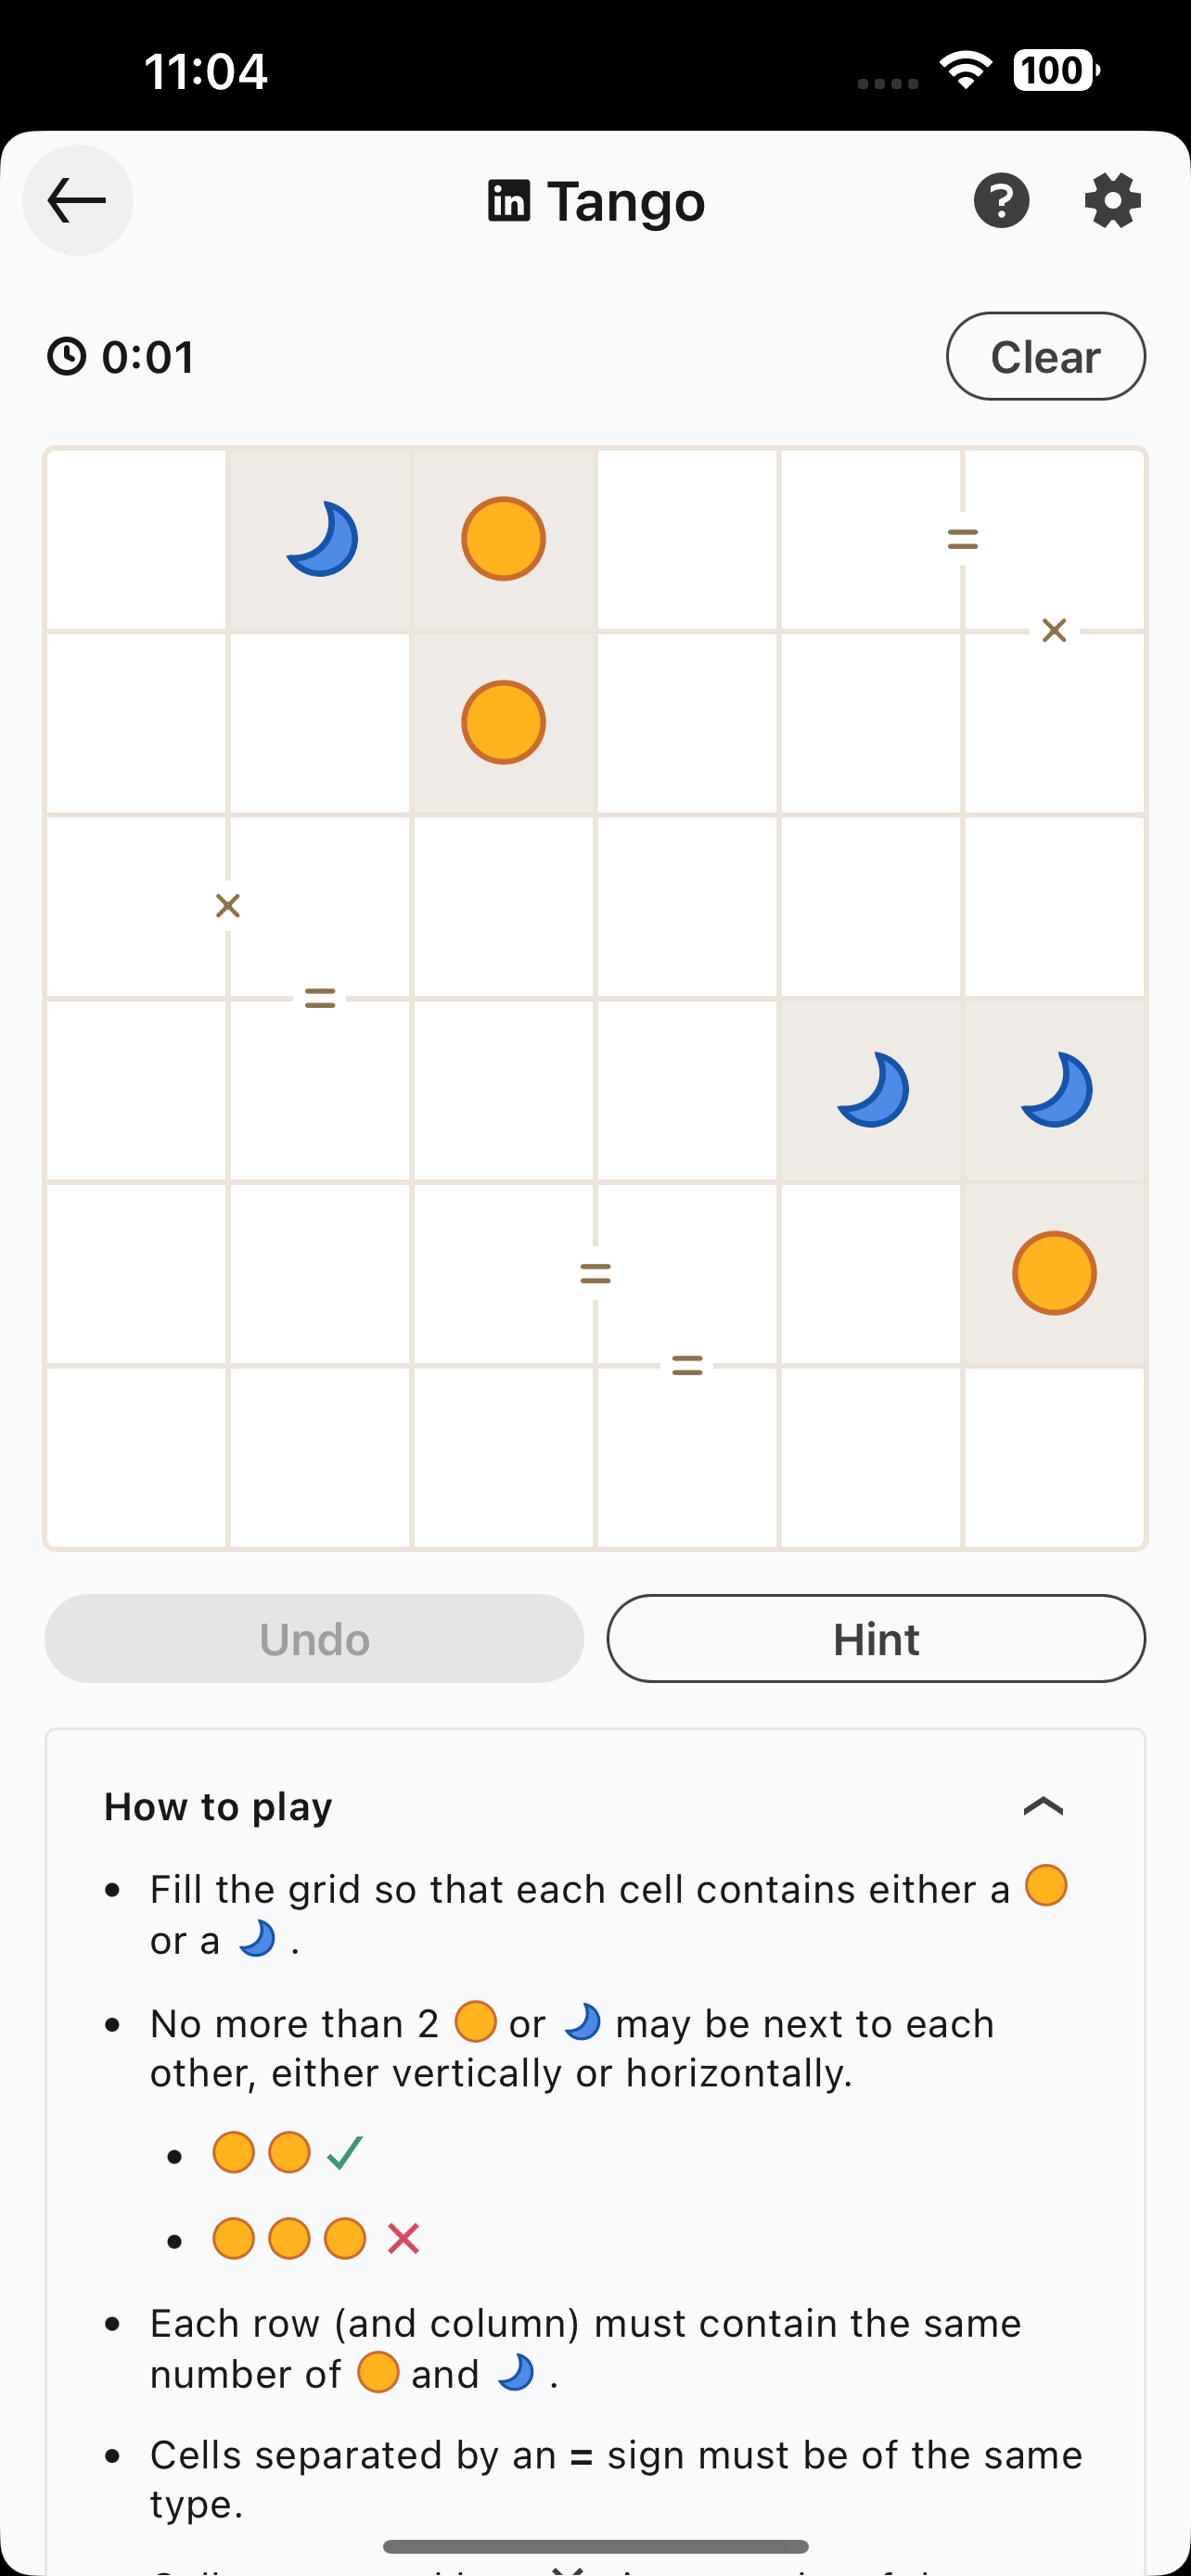 11:04
100
in Tango
?
0:01
Clear
=
×
×
=
=
=
Undo
Hint
How to play
• Fill the grid so that each cell contains either a
or a .
• No more than 2 or may be next to each
other, either vertically or horizontally.
• Each row (and column) must contain the same
number of and .
• Cells separated by an = sign must be of the same
type.